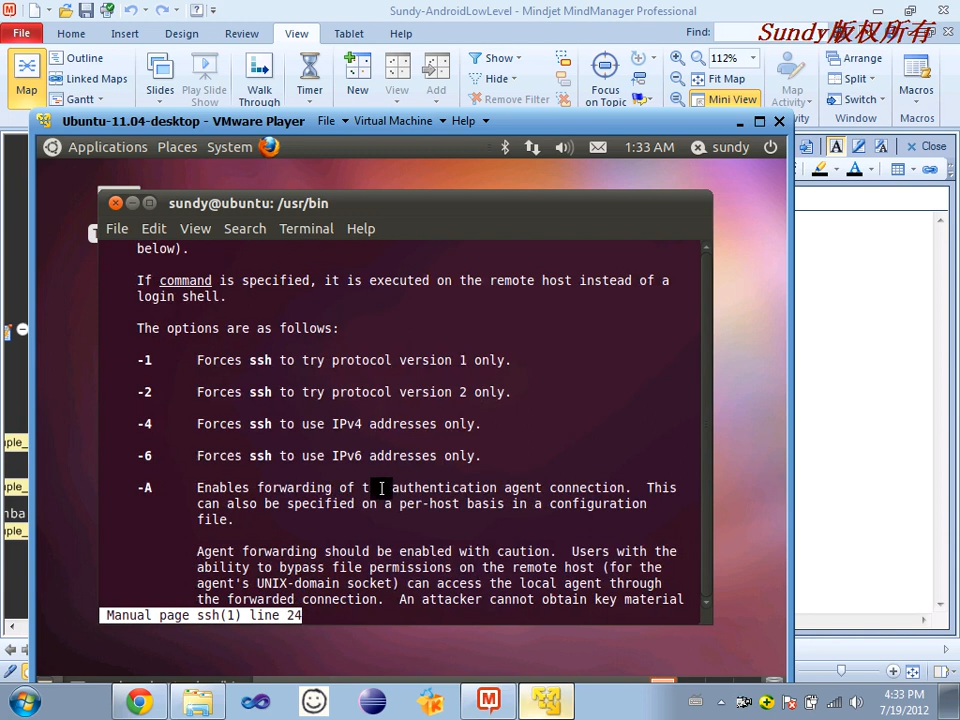 Sundy-AndroidLowLevel - Mindjet MindManager Professional
File Home Insert Design Review View Tablet Help Find:
Sundy版权所有
Map
Outline
Linked Maps
Gantt
Slides
Play Slide Show
Walk Through
Timer
New
View
Add
Show
Hide
Remove Filter
Focus on Topic
112%
Fit Map
Mini View
Map Activity
Arrange
Split
Switch
Window
Macros
Macros
Ubuntu-11.04-desktop - VMware Player File Virtual Machine Help
Close
Applications Places System 1:33 AM sundy
sundy@ubuntu: /usr/bin
File Edit View Search Terminal Help
below).
If command is specified, it is executed on the remote host instead of a
login shell.
The options are as follows:
-1 Forces ssh to try protocol version 1 only.
-2 Forces ssh to try protocol version 2 only.
-4 Forces ssh to use IPv4 addresses only.
-6 Forces ssh to use IPv6 addresses only.
-A Enables forwarding of t authentication agent connection. This
can also be specified on a per-host basis in a configuration
file.
Agent forwarding should be enabled with caution. Users with the
ability to bypass file permissions on the remote host (for the
agent's UNIX-domain socket) can access the local agent through
the forwarded connection. An attacker cannot obtain key material
Manual page ssh(1) line 24
4:33 PM
7/19/2012